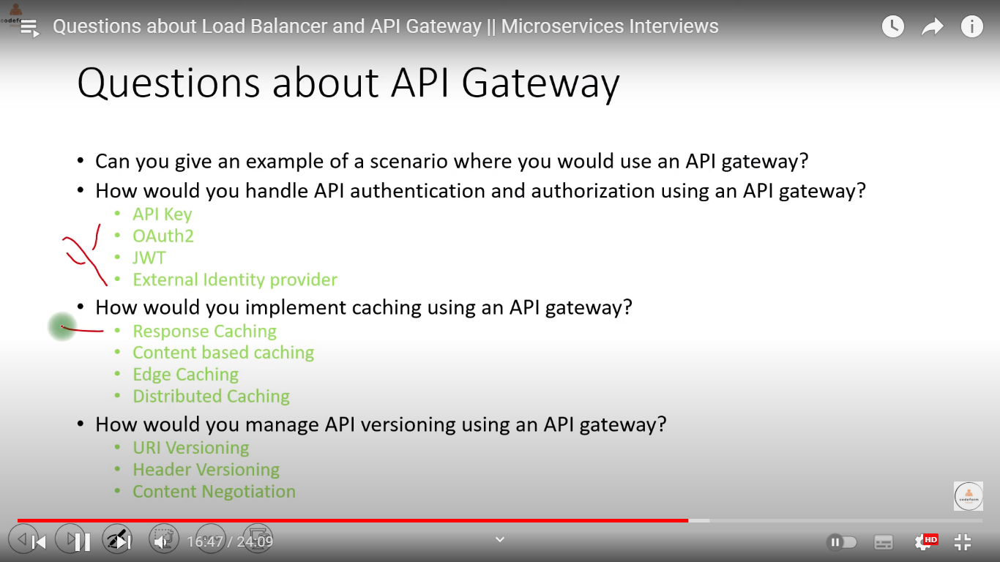 Questions about Load Balancer and API Gateway || Microservices Interviews
Questions about API Gateway
• Can you give an example of a scenario where you would use an API gateway?
• How would you handle API authentication and authorization using an API gateway?
• API Key
• OAuth2
• JWT
• External Identity provider
• How would you implement caching using an API gateway?
• Response Caching
• Content based caching
• Edge Caching
• Distributed Caching
• How would you manage API versioning using an API gateway?
• URI Versioning
• Header Versioning
• Content Negotiation
codefarm
16:47 / 24:09
HD